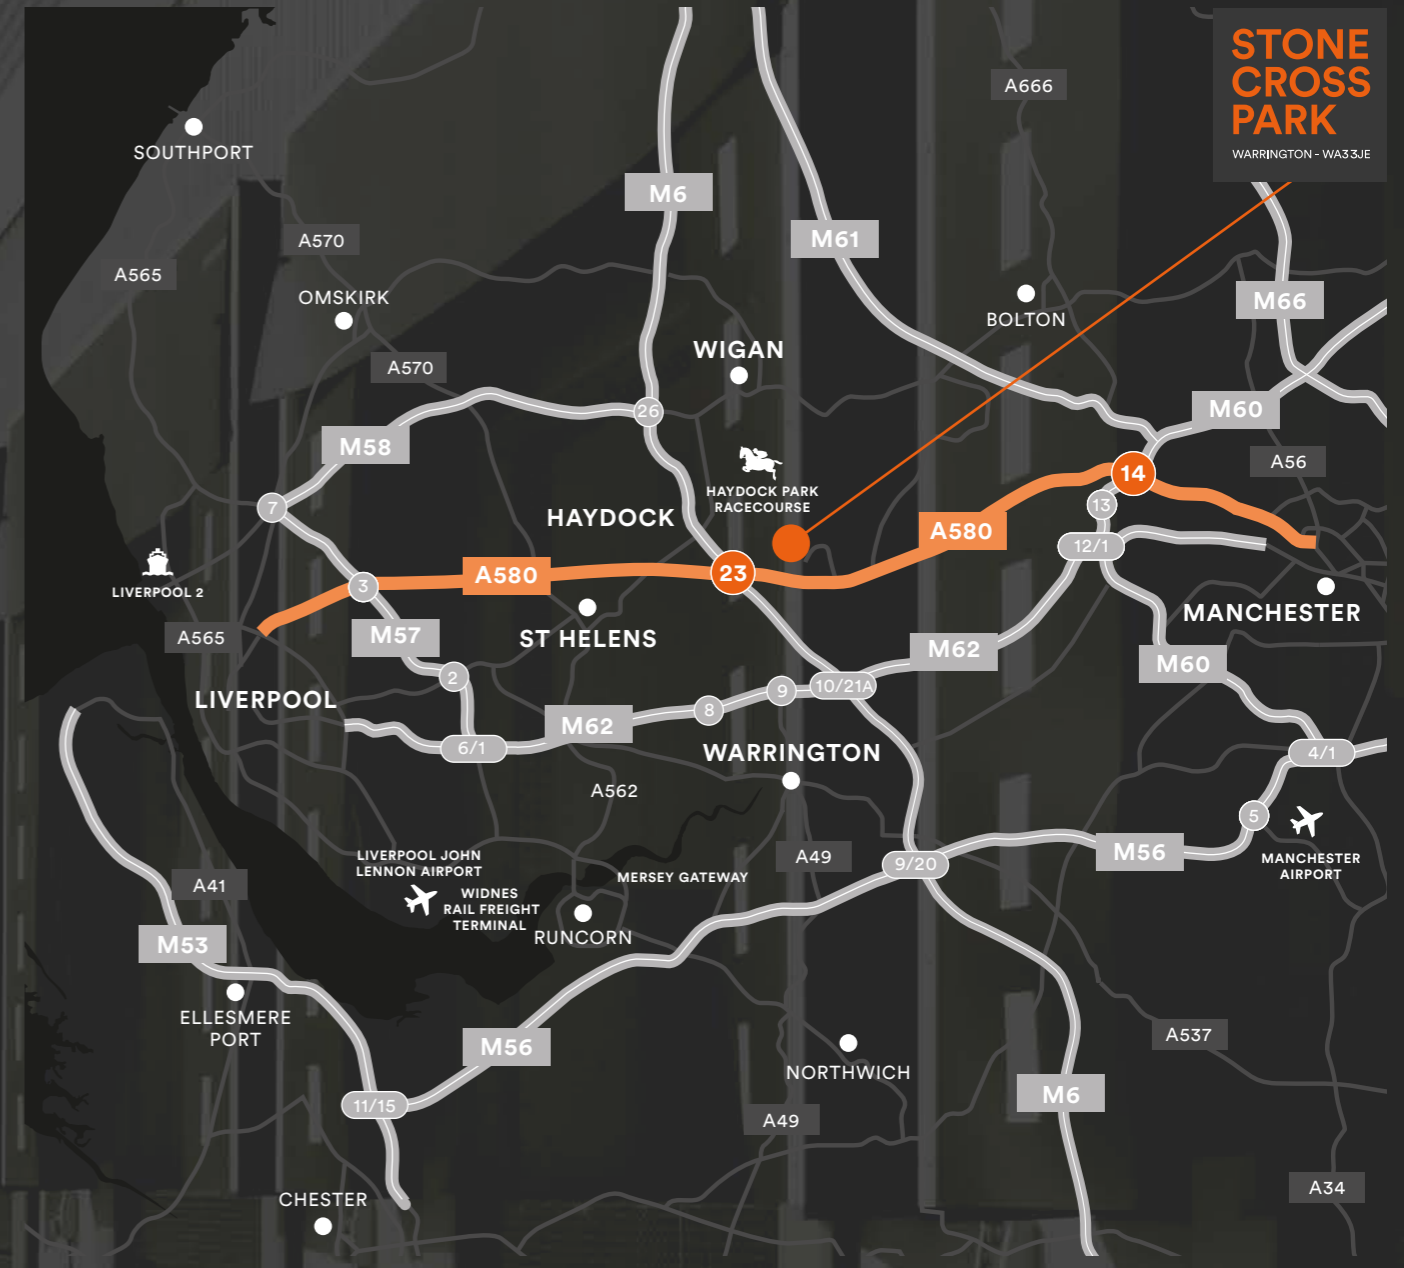 STONE
CROSS
PARK
WARRINGTON - WA3 3JE
A666
SOUTHPORT
M6
A570
M61
A565
OMSKIRK
M66
BOLTON
WIGAN
A570
M60
26
M58
A56
14
HAYDOCK PARK
RACECOURSE
7
13
HAYDOCK
A580
12/1
23
A580
3
LIVERPOOL 2
MANCHESTER
A565
M57
ST HELENS
M62
M60
2
10/21A
9
LIVERPOOL
8
M62
6/1
WARRINGTON
4/1
A562
5
LIVERPOOL JOHN
LENNON AIRPORT
A49
M56
9/20
MANCHESTER
AIRPORT
MERSEY GATEWAY
A41
WIDNES
RAIL FREIGHT
TERMINAL
RUNCORN
M53
ELLESMERE
PORT
M56
A537
NORTHWICH
M6
11/15
A49
A34
CHESTER